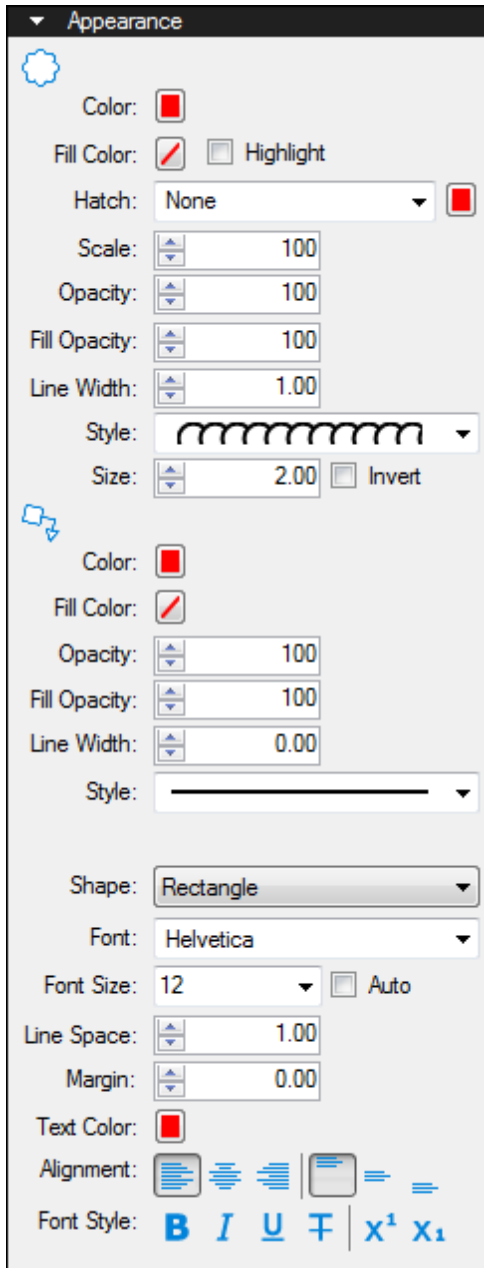 Appearance
Color:
Fill Color: Highlight
Hatch: None
Scale: 100
Opacity: 100
Fill Opacity: 100
Line Width: 1.00
Style:
Size: 2.00 Invert
Color:
Fill Color:
Opacity: 100
Fill Opacity: 100
Line Width: 0.00
Style:
Shape: Rectangle
Font: Helvetica
Font Size: 12 Auto
Line Space: 1.00
Margin: 0.00
Text Color:
Alignment:
Font Style: B I U T X¹ X₁